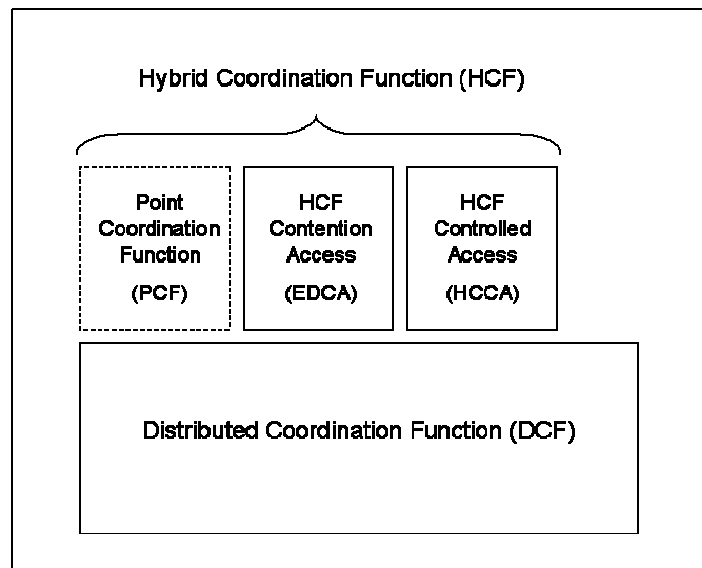 Hybrid Coordination Function (HCF)
Point
Coordination
Function
(PCF)
HCF
Contention
Access
(EDCA)
HCF
Controlled
Access
(HCCA)
Distributed Coordination Function (DCF)